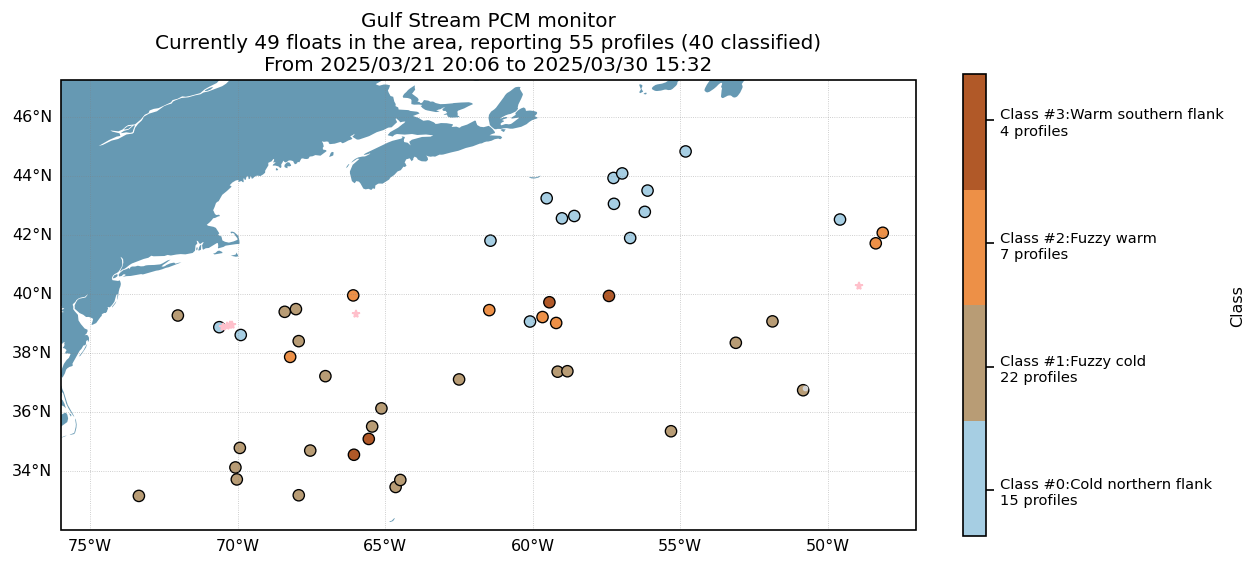 Gulf Stream PCM monitor
Currently 49 floats in the area, reporting 55 profiles (40 classified)
From 2025/03/21 20:06 to 2025/03/30 15:32
46°N
44°N
42°N
40°N
38°N
36°N
34°N
75°W
70°W
65°W
60°W
55°W
50°W
Class #3:Warm southern flank
4 profiles
Class #2:Fuzzy warm
7 profiles
Class #1:Fuzzy cold
22 profiles
Class #0:Cold northern flank
15 profiles
Class